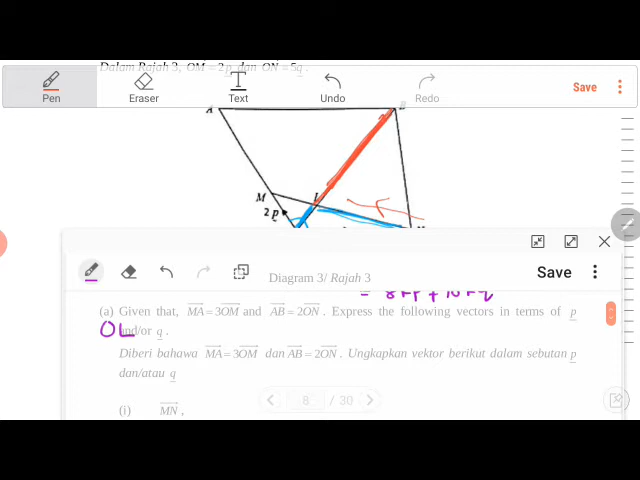 Dalam Rajah 3, OM = 2p dan ON = 5q .
Pen
Eraser
Text
Undo
Redo
Save
A
B
M
L
2p
Save
Diagram 3/ Rajah 3
= 8kp + 10kq
(a) Given that, MA = 3OM and AB = 2ON . Express the following vectors in terms of p
OL
and/or q .
Diberi bahawa MA = 3OM dan AB = 2ON . Ungkapkan vektor berikut dalam sebutan p
dan/atau q
8 / 30
(i) MN ,